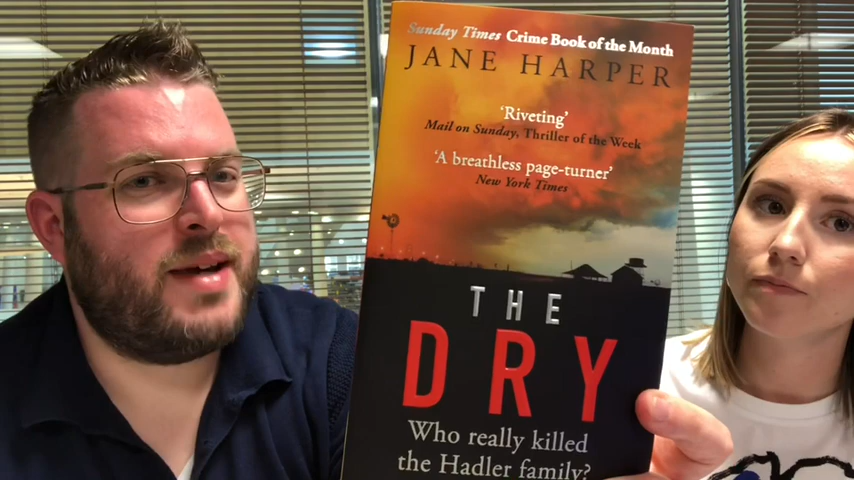 Sunday Times Crime Book of the Month
JANE HARPER
‘Riveting’
Mail on Sunday, Thriller of the Week
‘A breathless page-turner’
New York Times
THE
DRY
Who really killed
the Hadler family?